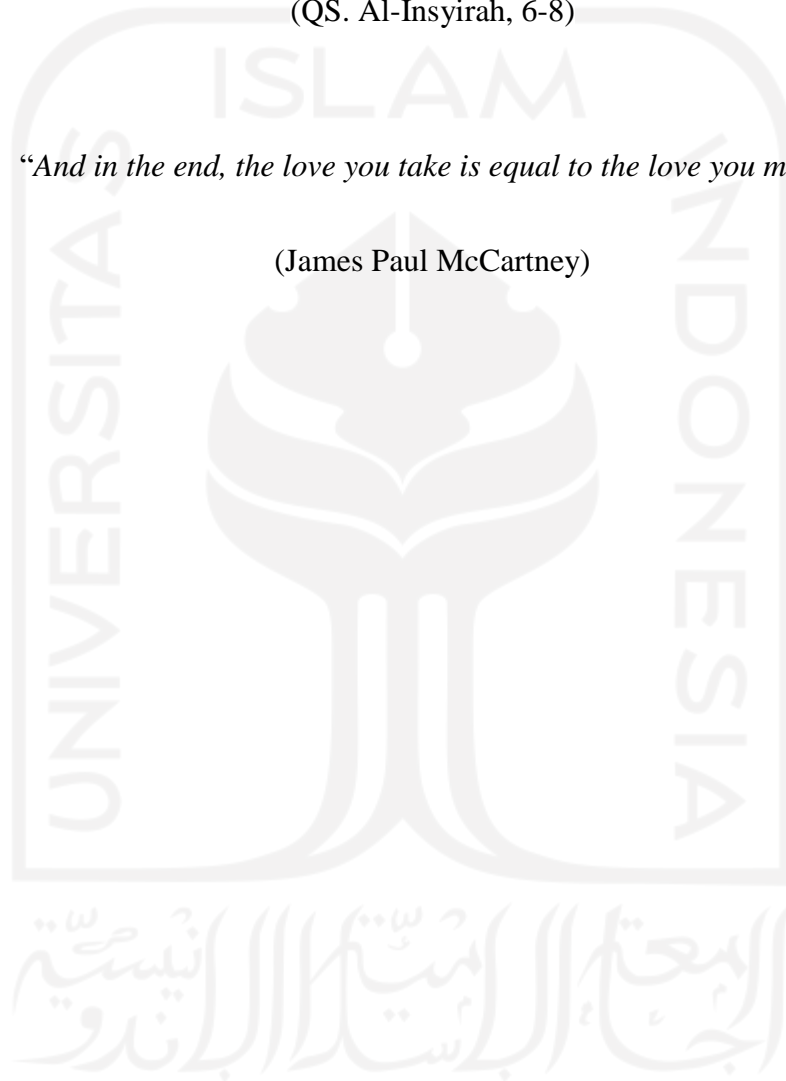 (QS. Al-Insyirah, 6-8)
ISLAM
“And in the end, the love you take is equal to the love you m
(James Paul McCartney)
UNIVERSITAS
INDONESIA